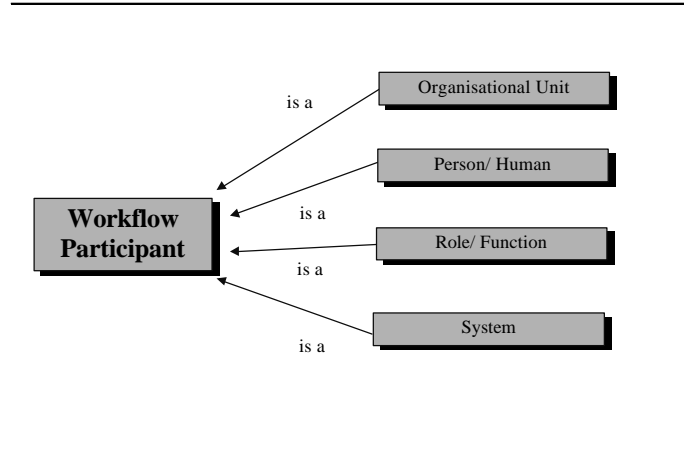 Organisational Unit
is a
Person/ Human
is a
Workflow
Participant
Role/ Function
is a
System
is a